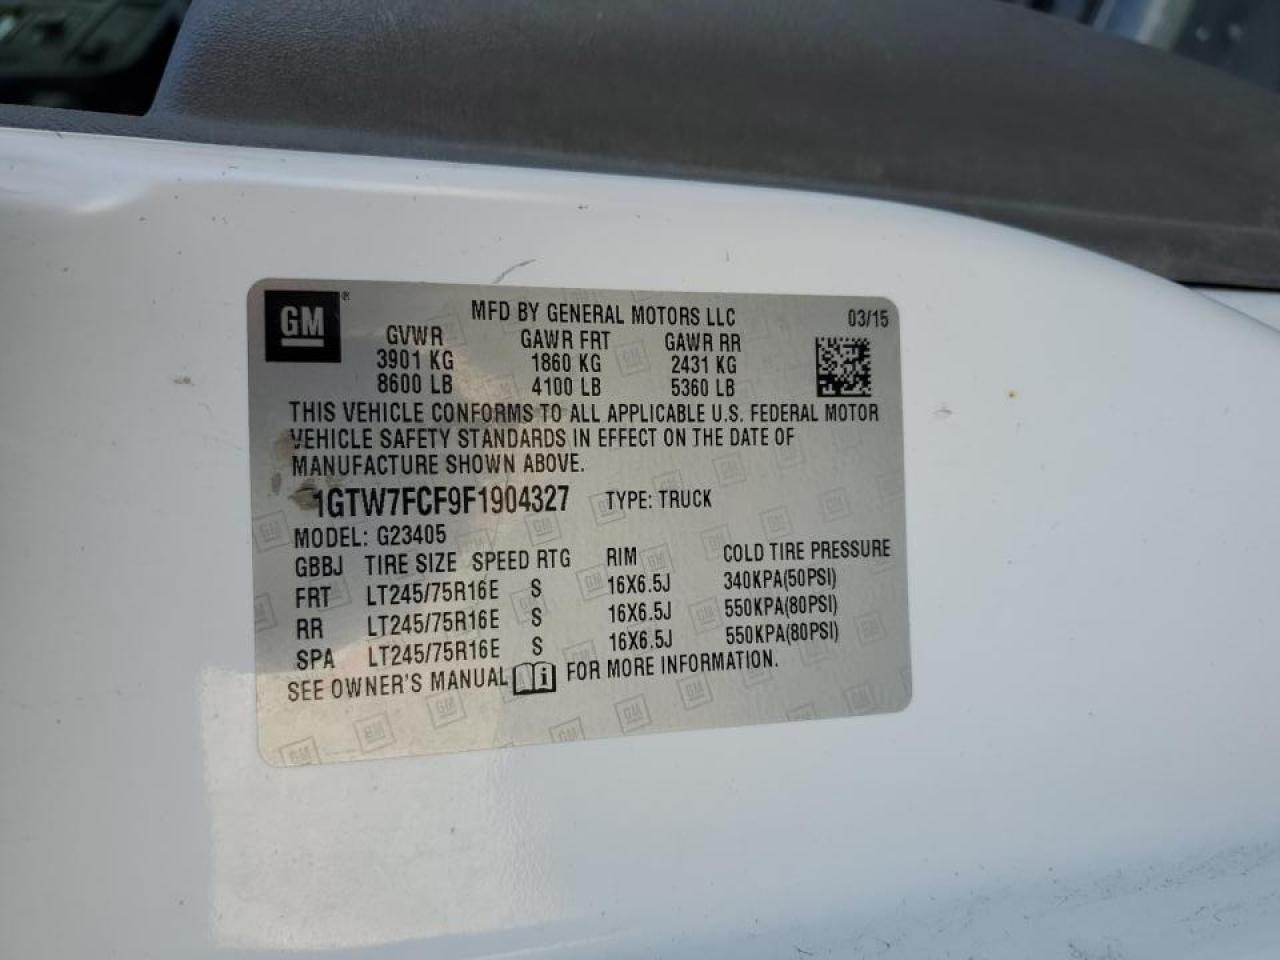 GM ® MFD BY GENERAL MOTORS LLC 03/15
GVWR GAWR FRT GAWR RR
3901 KG 1860 KG 2431 KG
8600 LB 4100 LB 5360 LB
THIS VEHICLE CONFORMS TO ALL APPLICABLE U.S. FEDERAL MOTOR
VEHICLE SAFETY STANDARDS IN EFFECT ON THE DATE OF
MANUFACTURE SHOWN ABOVE.
1GTW7FCF9F1904327 TYPE: TRUCK
MODEL: G23405
GBBJ TIRE SIZE SPEED RTG RIM COLD TIRE PRESSURE
FRT LT245/75R16E S 16X6.5J 340KPA(50PSI)
RR LT245/75R16E S 16X6.5J 550KPA(80PSI)
SPA LT245/75R16E S 16X6.5J 550KPA(80PSI)
SEE OWNER'S MANUAL i FOR MORE INFORMATION.